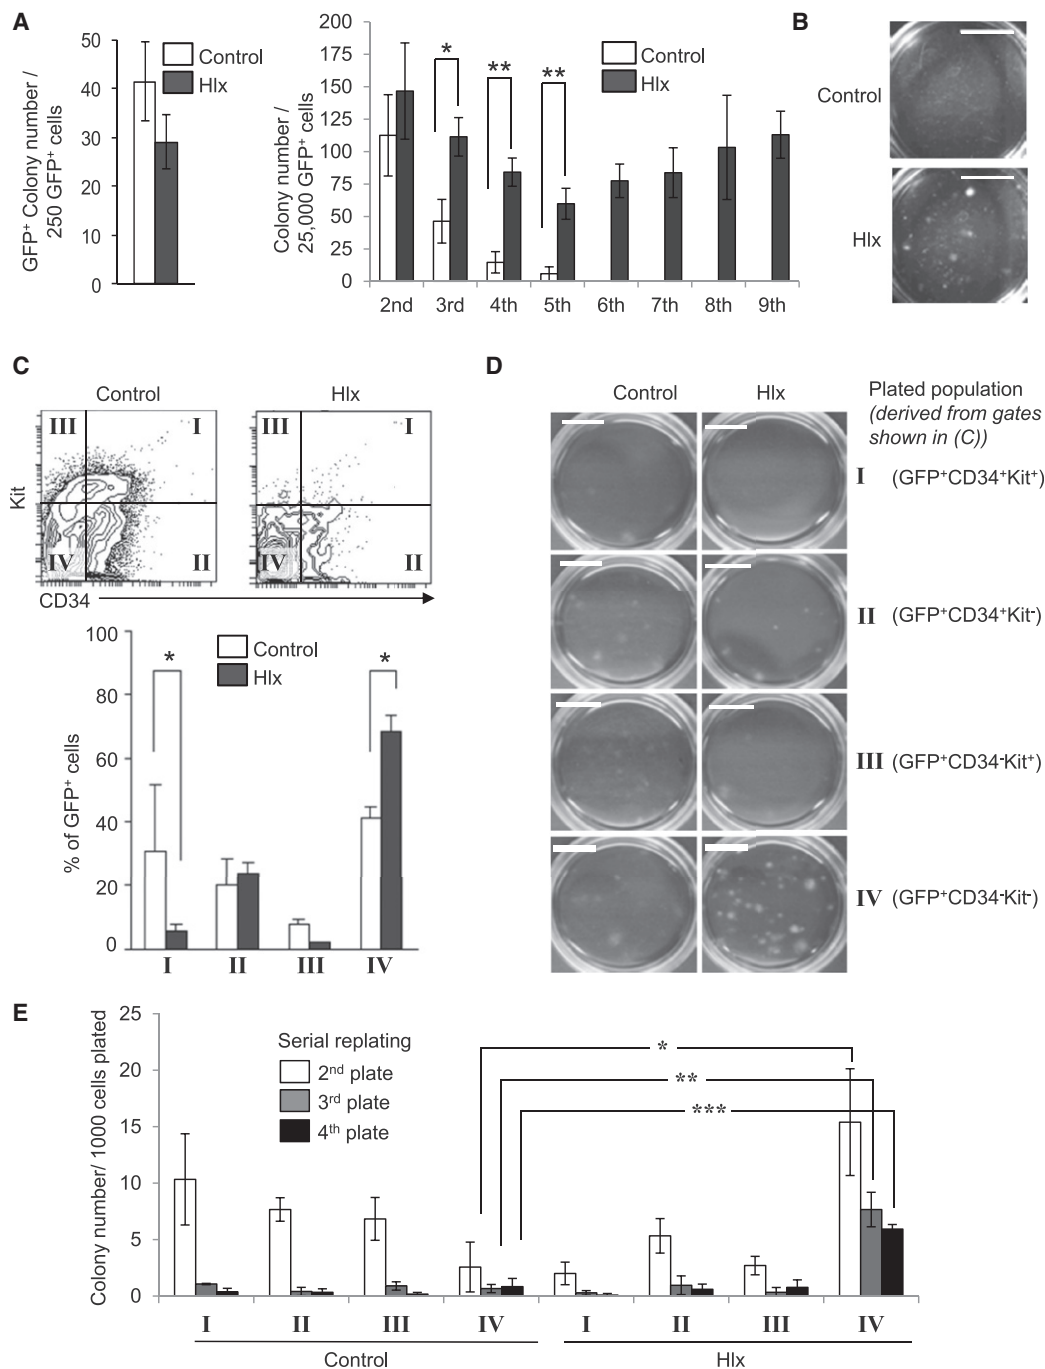 A
GFP+ Colony number /
250 GFP+ cells
50
40
30
20
10
0
Control
Hlx
Colony number /
25,000 GFP+ cells
200
175
150
125
100
75
50
25
0
*
**
**
Control
Hlx
2nd 3rd 4th 5th 6th 7th 8th 9th
B
Control
Hlx
C
Control Hlx
III I III I
IV II IV II
Kit
CD34
% of GFP+ cells
100
80
60
40
20
0
Control
Hlx
* *
I II III IV
D
Control Hlx Plated population
(derived from gates
shown in (C))
I (GFP+CD34+Kit+)
II (GFP+CD34+Kit-)
III (GFP+CD34-Kit+)
IV (GFP+CD34-Kit-)
E
Colony number/ 1000 cells plated
25
20
15
10
5
0
Serial replating
2nd plate
3rd plate
4th plate
*
**
***
I II III IV I II III IV
Control Hlx